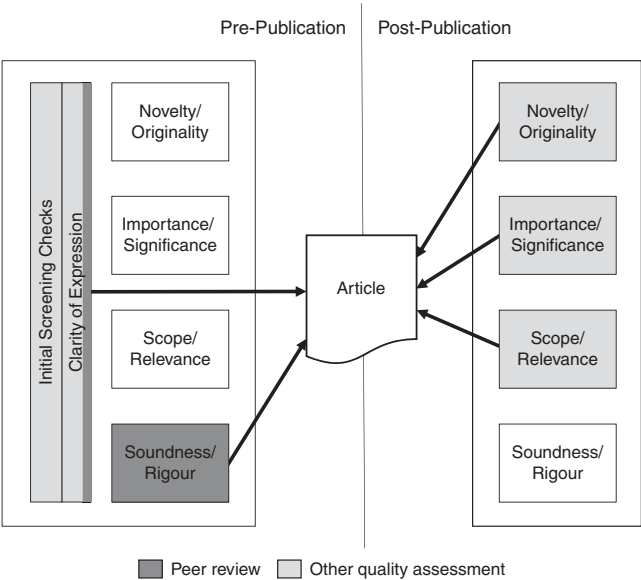 Pre-Publication
Post-Publication
Initial Screening Checks
Clarity of Expression
Novelty/
Originality
Importance/
Significance
Scope/
Relevance
Soundness/
Rigour
Article
Novelty/
Originality
Importance/
Significance
Scope/
Relevance
Soundness/
Rigour
Peer review
Other quality assessment